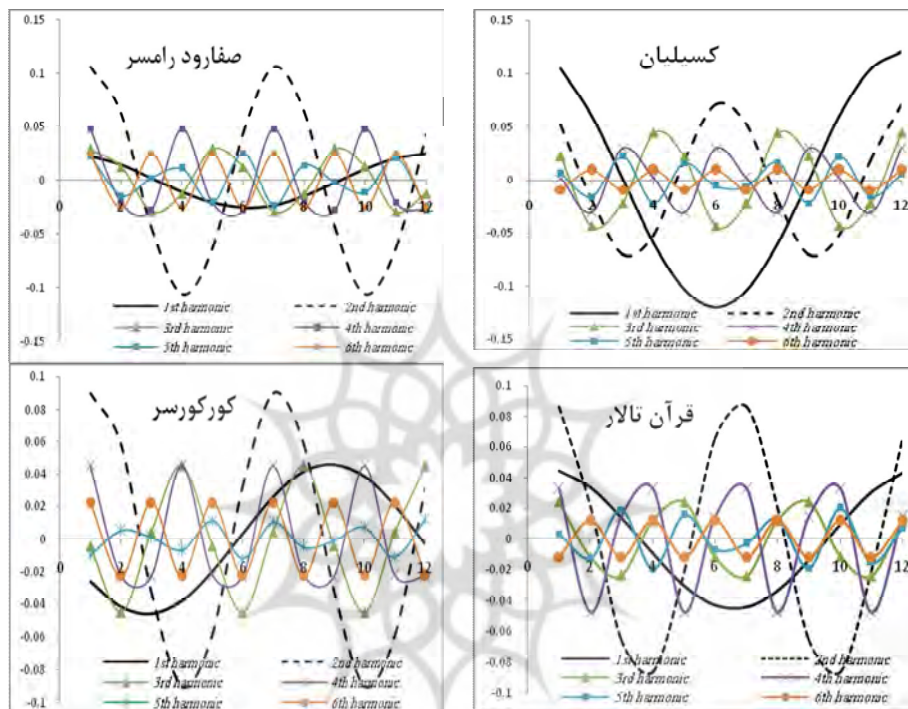 صفارود رامسر
0.15
0.1
0.05
0
-0.05
-0.1
-0.15
0 2 4 6 8 10 12
1st harmonic 2nd harmonic
3rd harmonic 4th harmonic
5th harmonic 6th harmonic
کسیلیان
0.15
0.1
0.05
0
-0.05
-0.1
-0.15
0 2 4 6 8 10 12
1st harmonic 2nd harmonic
3rd harmonic 4th harmonic
5th harmonic 6th harmonic
کورکورسر
0.1
0.08
0.06
0.04
0.02
0
-0.02
-0.04
-0.06
-0.08
-0.1
0 2 4 6 8 10 12
1st harmonic 2nd harmonic
3rd harmonic 4th harmonic
5th harmonic 6th harmonic
قرآن تالار
0.1
0.08
0.06
0.04
0.02
0
-0.02
-0.04
-0.06
-0.08
-0.1
0 2 4 6 8 10 12
1st harmonic 2nd harmonic
3rd harmonic 4th harmonic
5th harmonic 6th harmonic